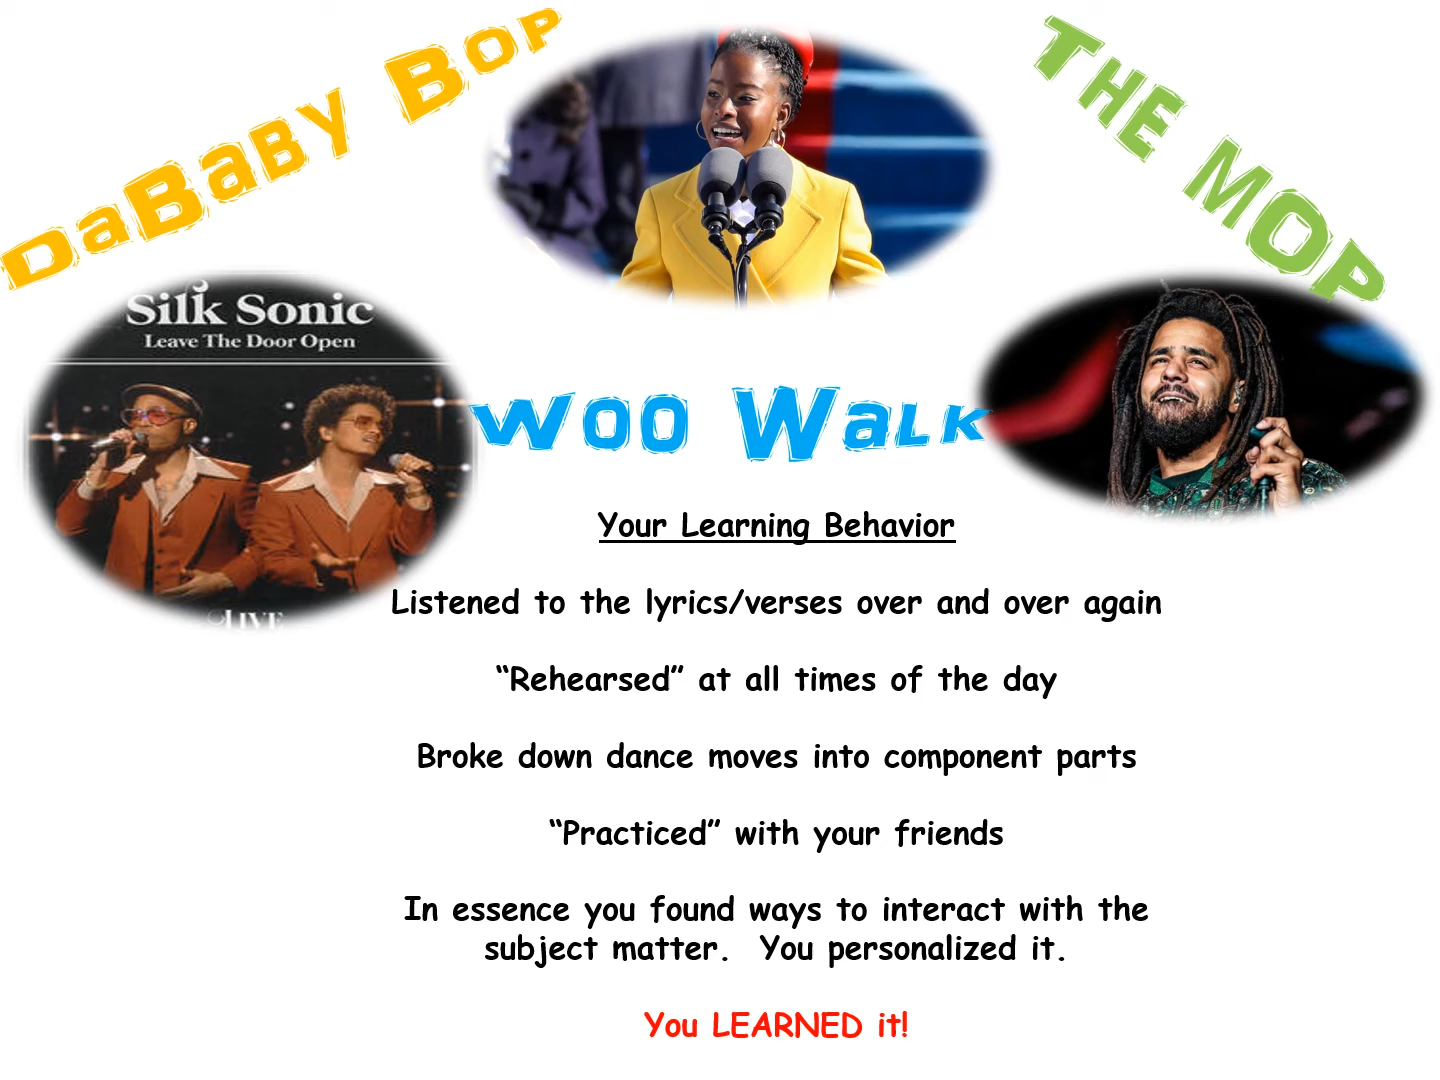 DaBaby Bop
The MOP
Silk Sonic
Leave The Door Open
LIVE
Woo Walk
Your Learning Behavior
Listened to the lyrics/verses over and over again
“Rehearsed” at all times of the day
Broke down dance moves into component parts
“Practiced” with your friends
In essence you found ways to interact with the
subject matter.  You personalized it.
You LEARNED it!